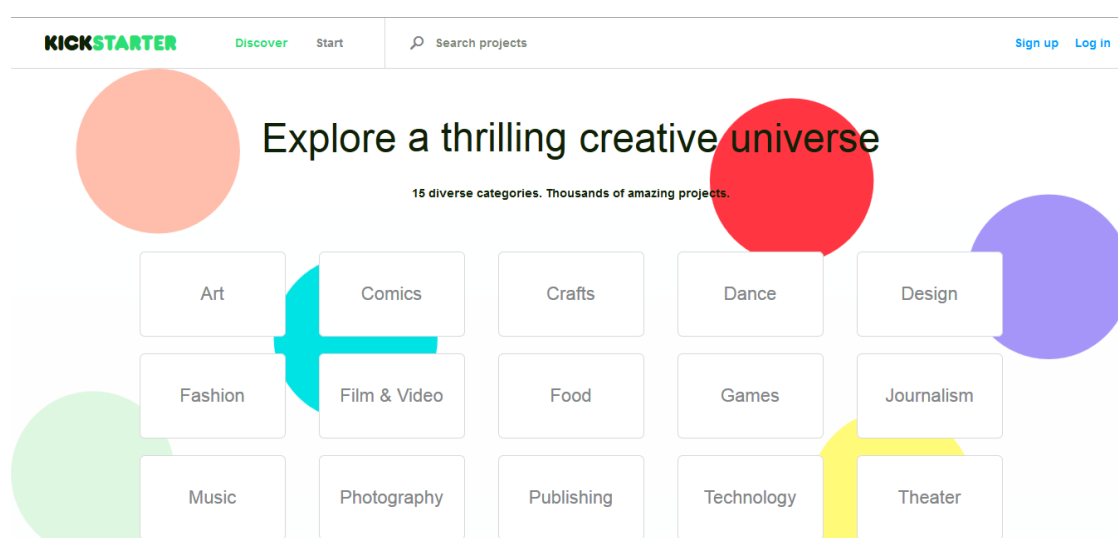 KICKSTARTER Discover Start Search projects Sign up Log in
Explore a thrilling creative universe
15 diverse categories. Thousands of amazing projects.
Art Comics Crafts Dance Design
Fashion Film & Video Food Games Journalism
Music Photography Publishing Technology Theater